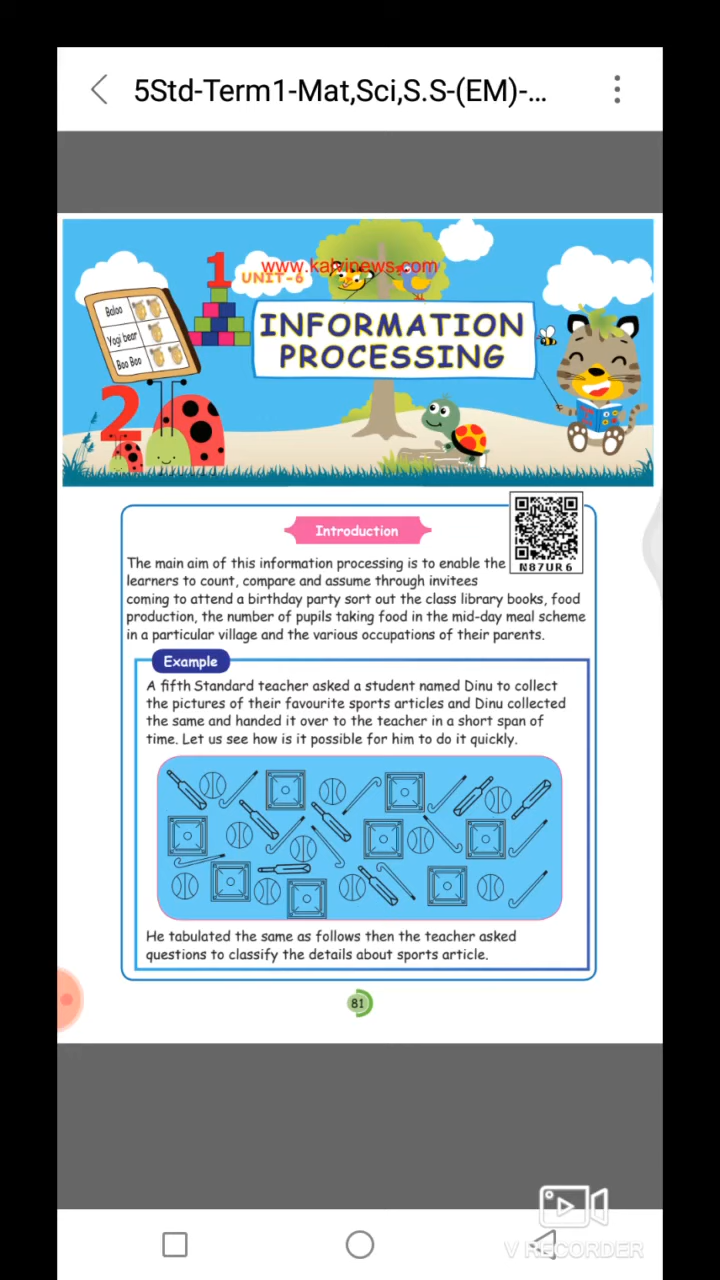 5Std-Term1-Mat,Sci,S.S-(EM)-...
www.kalvinews.com
1
UNIT-6
Baloo
Yogi bear
Boo Boo
INFORMATION
PROCESSING
2
Introduction
N87UR6
The main aim of this information processing is to enable the
learners to count, compare and assume through invitees
coming to attend a birthday party sort out the class library books, food
production, the number of pupils taking food in the mid-day meal scheme
in a particular village and the various occupations of their parents.
Example
A fifth Standard teacher asked a student named Dinu to collect
the pictures of their favourite sports articles and Dinu collected
the same and handed it over to the teacher in a short span of
time. Let us see how is it possible for him to do it quickly.
He tabulated the same as follows then the teacher asked
questions to classify the details about sports article.
81
V RECORDER